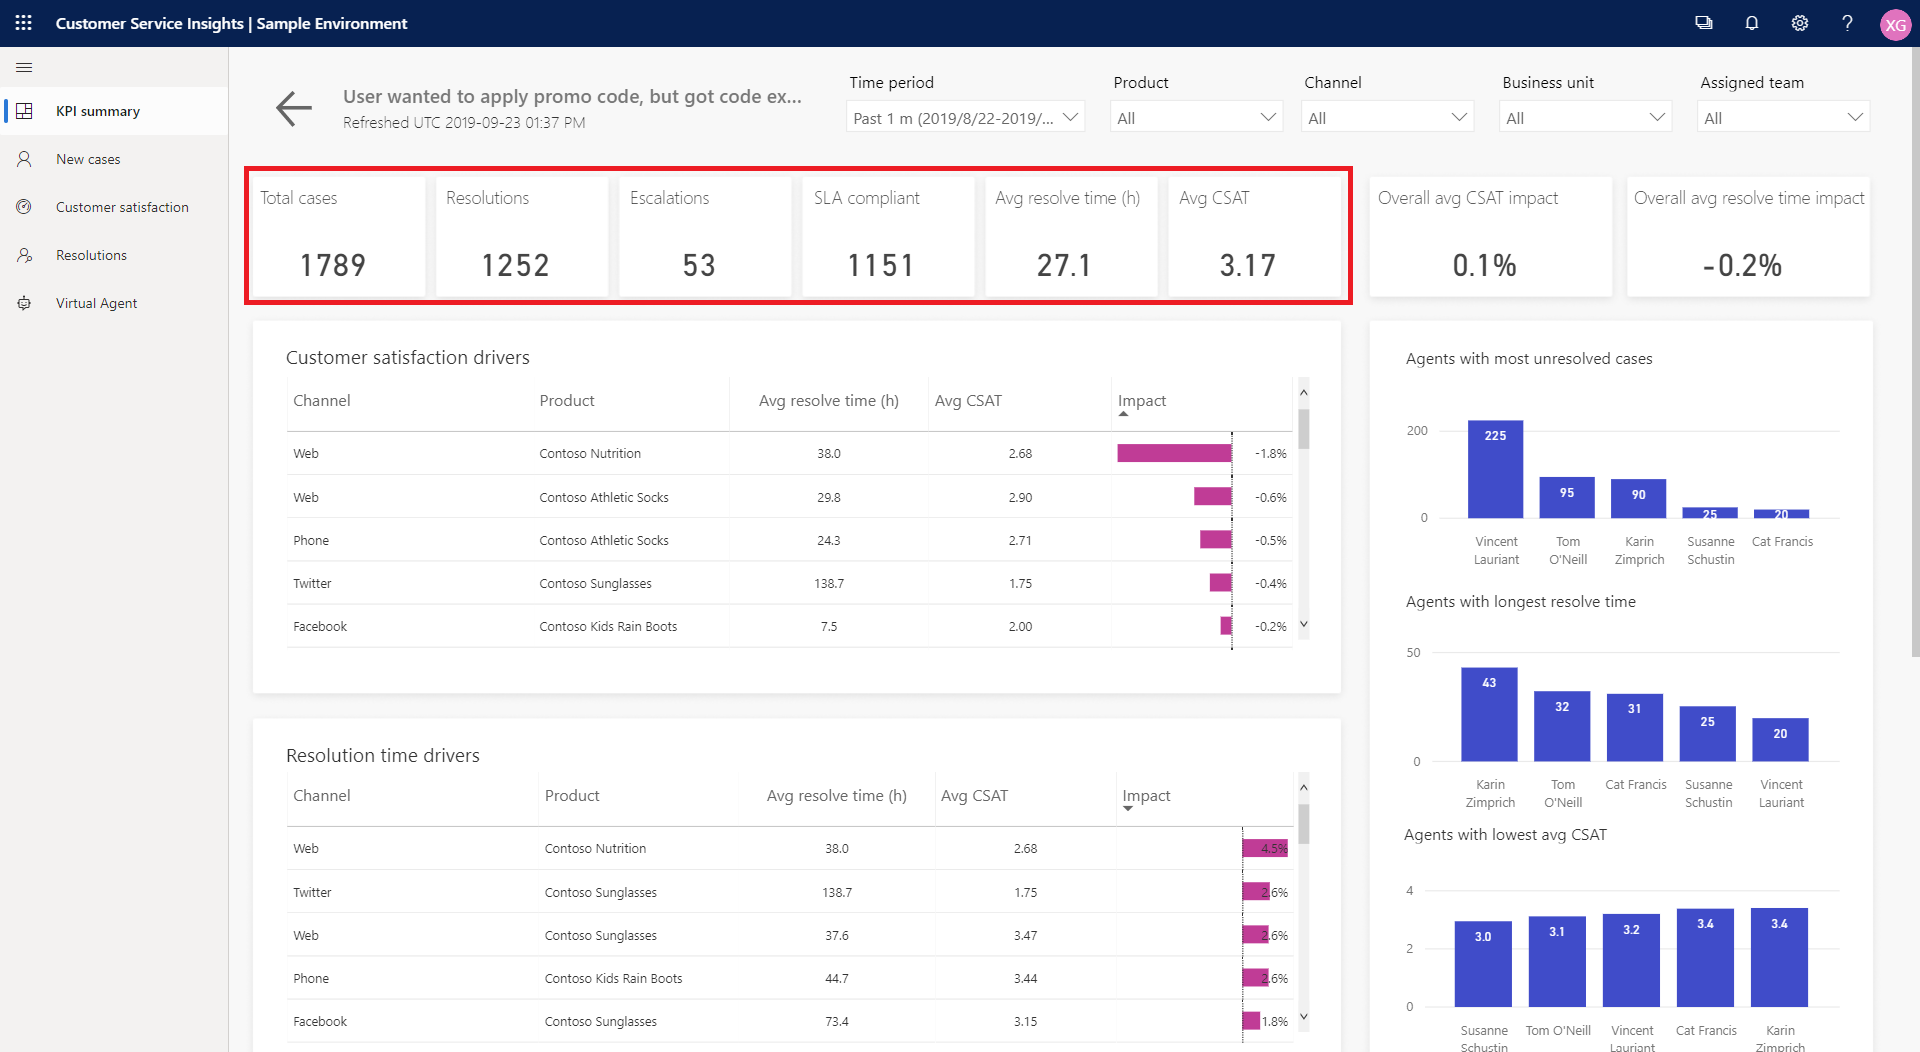 Customer Service Insights | Sample Environment
XG
KPI summary
New cases
Customer satisfaction
Resolutions
Virtual Agent
User wanted to apply promo code, but got code ex...
Refreshed UTC 2019-09-23 01:37 PM
Time period
Past 1 m (2019/8/22-2019/...
Product
All
Channel
All
Business unit
All
Assigned team
All
Total cases
1789
Resolutions
1252
Escalations
53
SLA compliant
1151
Avg resolve time (h)
27.1
Avg CSAT
3.17
Overall avg CSAT impact
0.1%
Overall avg resolve time impact
-0.2%
Customer satisfaction drivers
Channel Product Avg resolve time (h) Avg CSAT Impact
Web Contoso Nutrition 38.0 2.68 -1.8%
Web Contoso Athletic Socks 29.8 2.90 -0.6%
Phone Contoso Athletic Socks 24.3 2.71 -0.5%
Twitter Contoso Sunglasses 138.7 1.75 -0.4%
Facebook Contoso Kids Rain Boots 7.5 2.00 -0.2%
Resolution time drivers
Channel Product Avg resolve time (h) Avg CSAT Impact
Web Contoso Nutrition 38.0 2.68 4.5%
Twitter Contoso Sunglasses 138.7 1.75 2.6%
Web Contoso Sunglasses 37.6 3.47 2.6%
Phone Contoso Kids Rain Boots 44.7 3.44 2.6%
Facebook Contoso Sunglasses 73.4 3.15 1.8%
Agents with most unresolved cases
200
0
225 95 90 25 20
Vincent Lauriant
Tom O'Neill
Karin Zimprich
Susanne Schustin
Cat Francis
Agents with longest resolve time
50
0
43 32 31 25 20
Karin Zimprich
Tom O'Neill
Cat Francis
Susanne Schustin
Vincent Lauriant
Agents with lowest avg CSAT
4
2
0
3.0 3.1 3.2 3.4 3.4
Susanne Schustin
Tom O'Neill
Vincent Lauriant
Cat Francis
Karin Zimprich